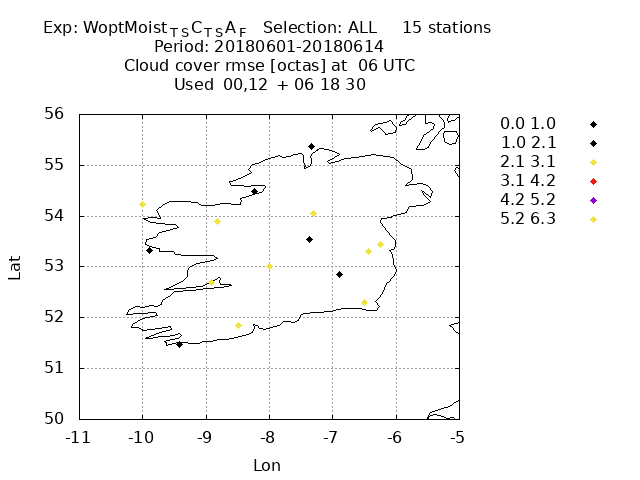 Exp: WoptMoist_TS C_TS A_F   Selection: ALL     15 stations
Period: 20180601-20180614
Cloud cover rmse [octas] at  06 UTC
Used  00,12  + 06 18 30
56
55
54
53
52
51
50
-11 -10 -9 -8 -7 -6 -5
Lat
Lon
0.0 1.0
1.0 2.1
2.1 3.1
3.1 4.2
4.2 5.2
5.2 6.3